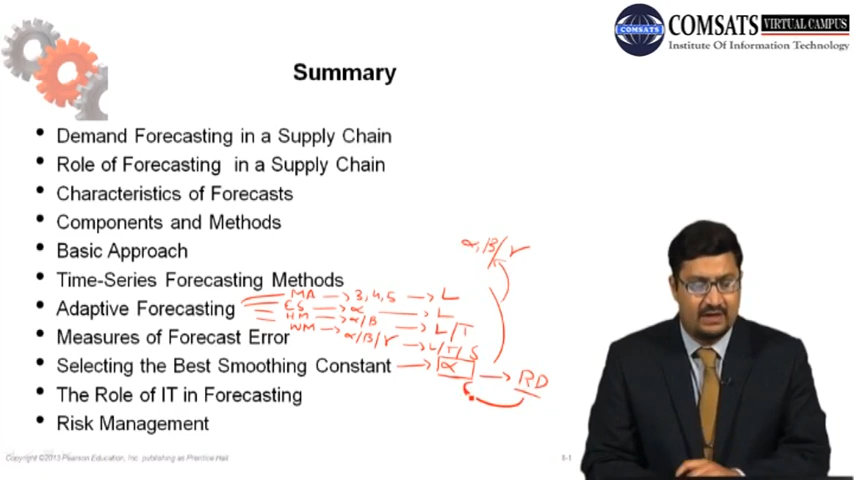 COMSATS
COMSATS VIRTUAL CAMPUS
Institute Of Information Technology
Summary
• Demand Forecasting in a Supply Chain
• Role of Forecasting in a Supply Chain
• Characteristics of Forecasts
• Components and Methods
• Basic Approach
• Time-Series Forecasting Methods
• Adaptive Forecasting
• Measures of Forecast Error
• Selecting the Best Smoothing Constant
• The Role of IT in Forecasting
• Risk Management
α, β/γ
MA → 3,4,5 → L
ES → α → L
HM → α/β → L/T
WM → α/β/γ → L/T/S
→ α → RD
Copyright ©2013 Pearson Education, Inc. publishing as Prentice Hall.
8-1